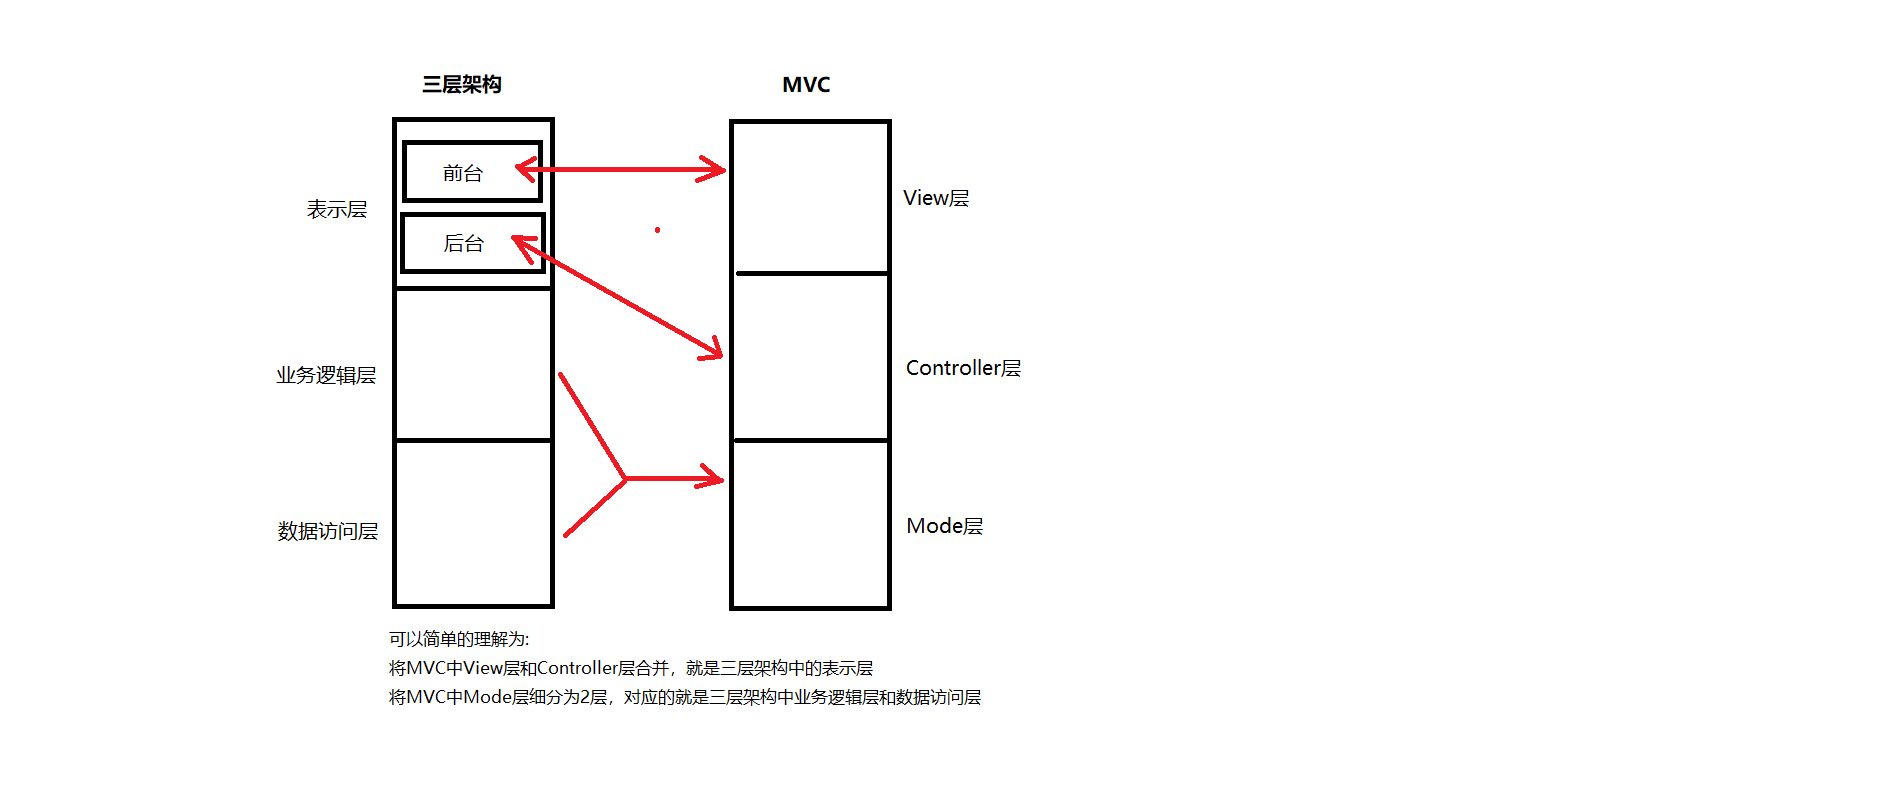 三层架构
MVC
前台
表示层
View层
后台
业务逻辑层
Controller层
数据访问层
Mode层
可以简单的理解为:
将MVC中View层和Controller层合并，就是三层架构中的表示层
将MVC中Mode层细分为2层，对应的就是三层架构中业务逻辑层和数据访问层